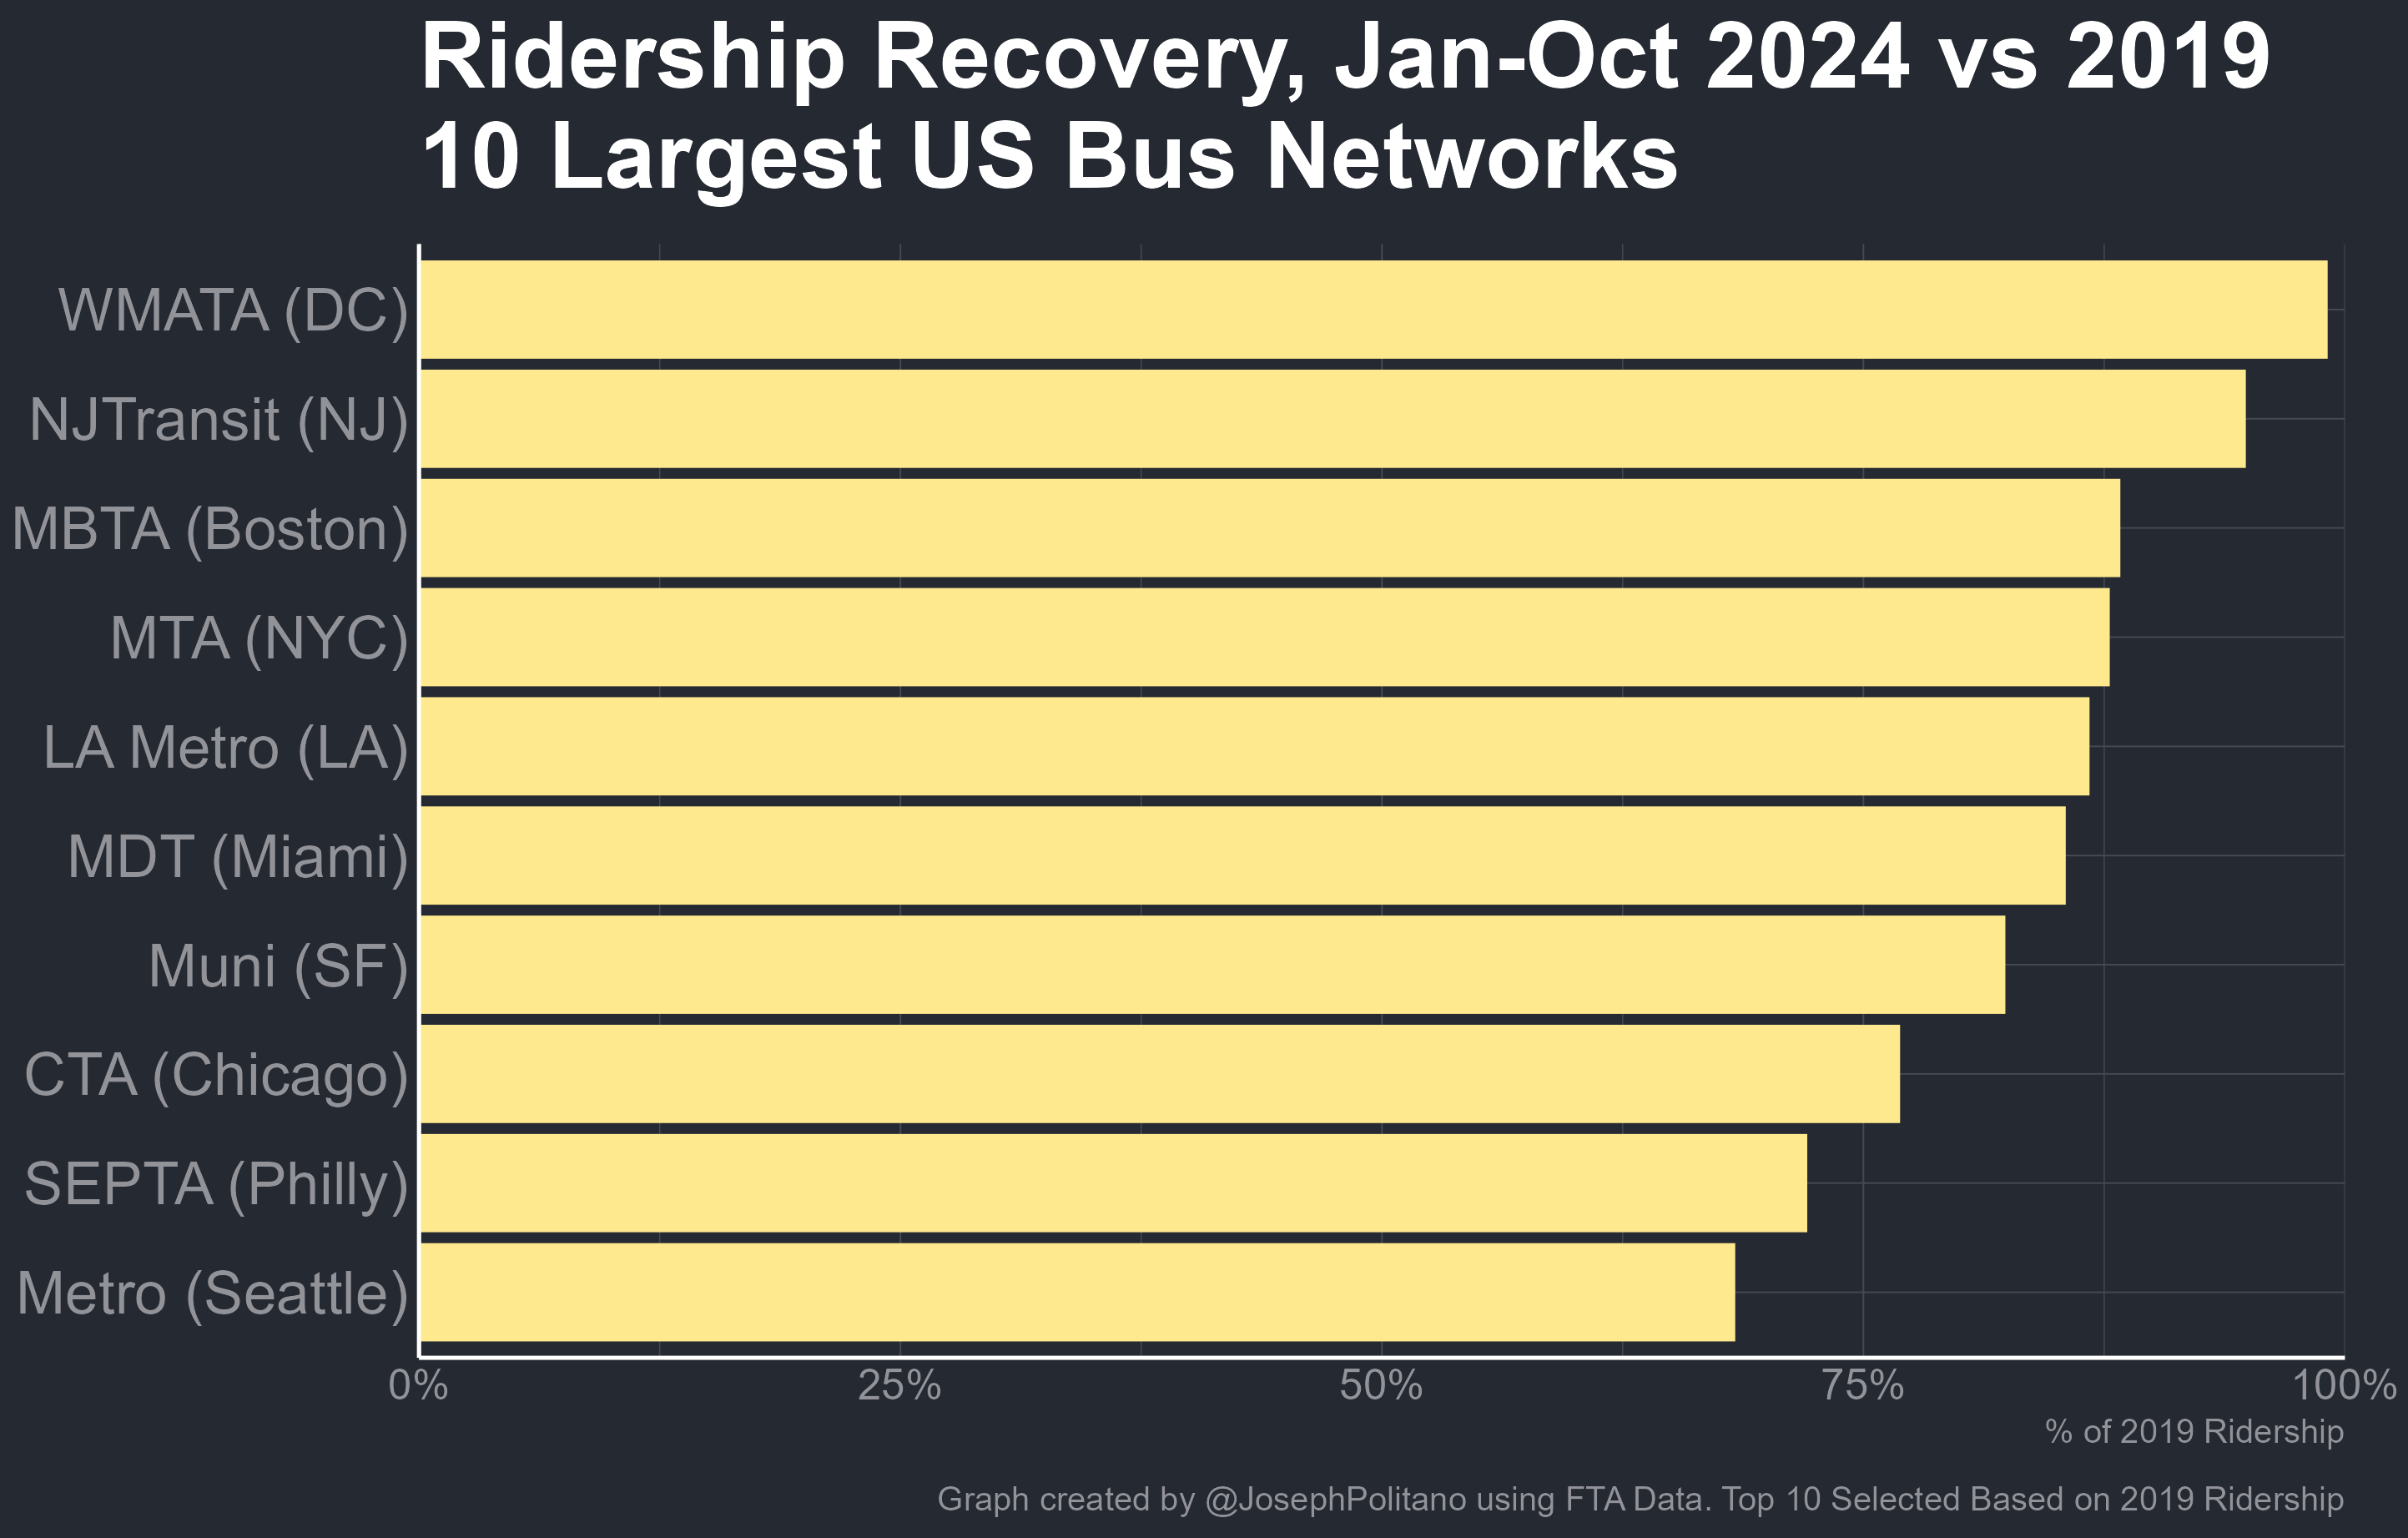 Ridership Recovery, Jan-Oct 2024 vs 2019
10 Largest US Bus Networks
WMATA (DC)
NJTransit (NJ)
MBTA (Boston)
MTA (NYC)
LA Metro (LA)
MDT (Miami)
Muni (SF)
CTA (Chicago)
SEPTA (Philly)
Metro (Seattle)
0% 25% 50% 75% 100%
% of 2019 Ridership
Graph created by @JosephPolitano using FTA Data. Top 10 Selected Based on 2019 Ridership